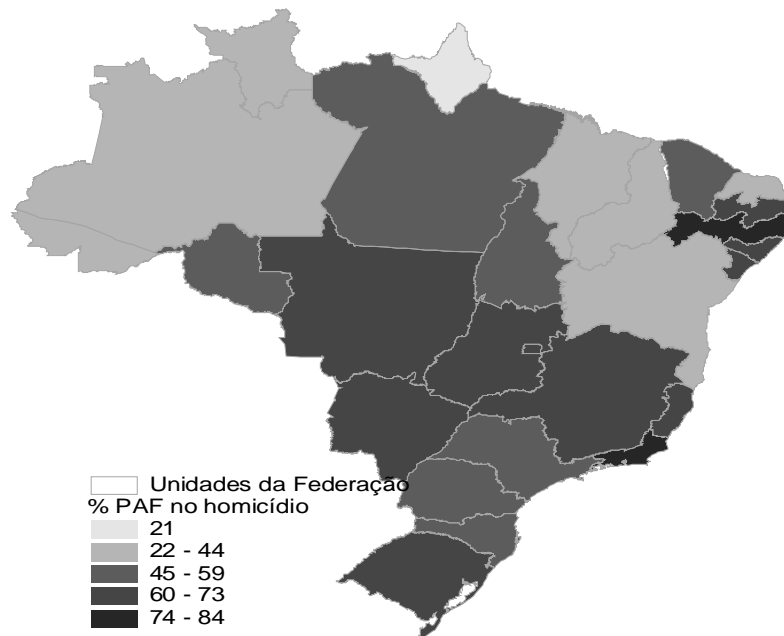 Unidades da Federação
% PAF no homicídio
21
22 - 44
45 - 59
60 - 73
74 - 84